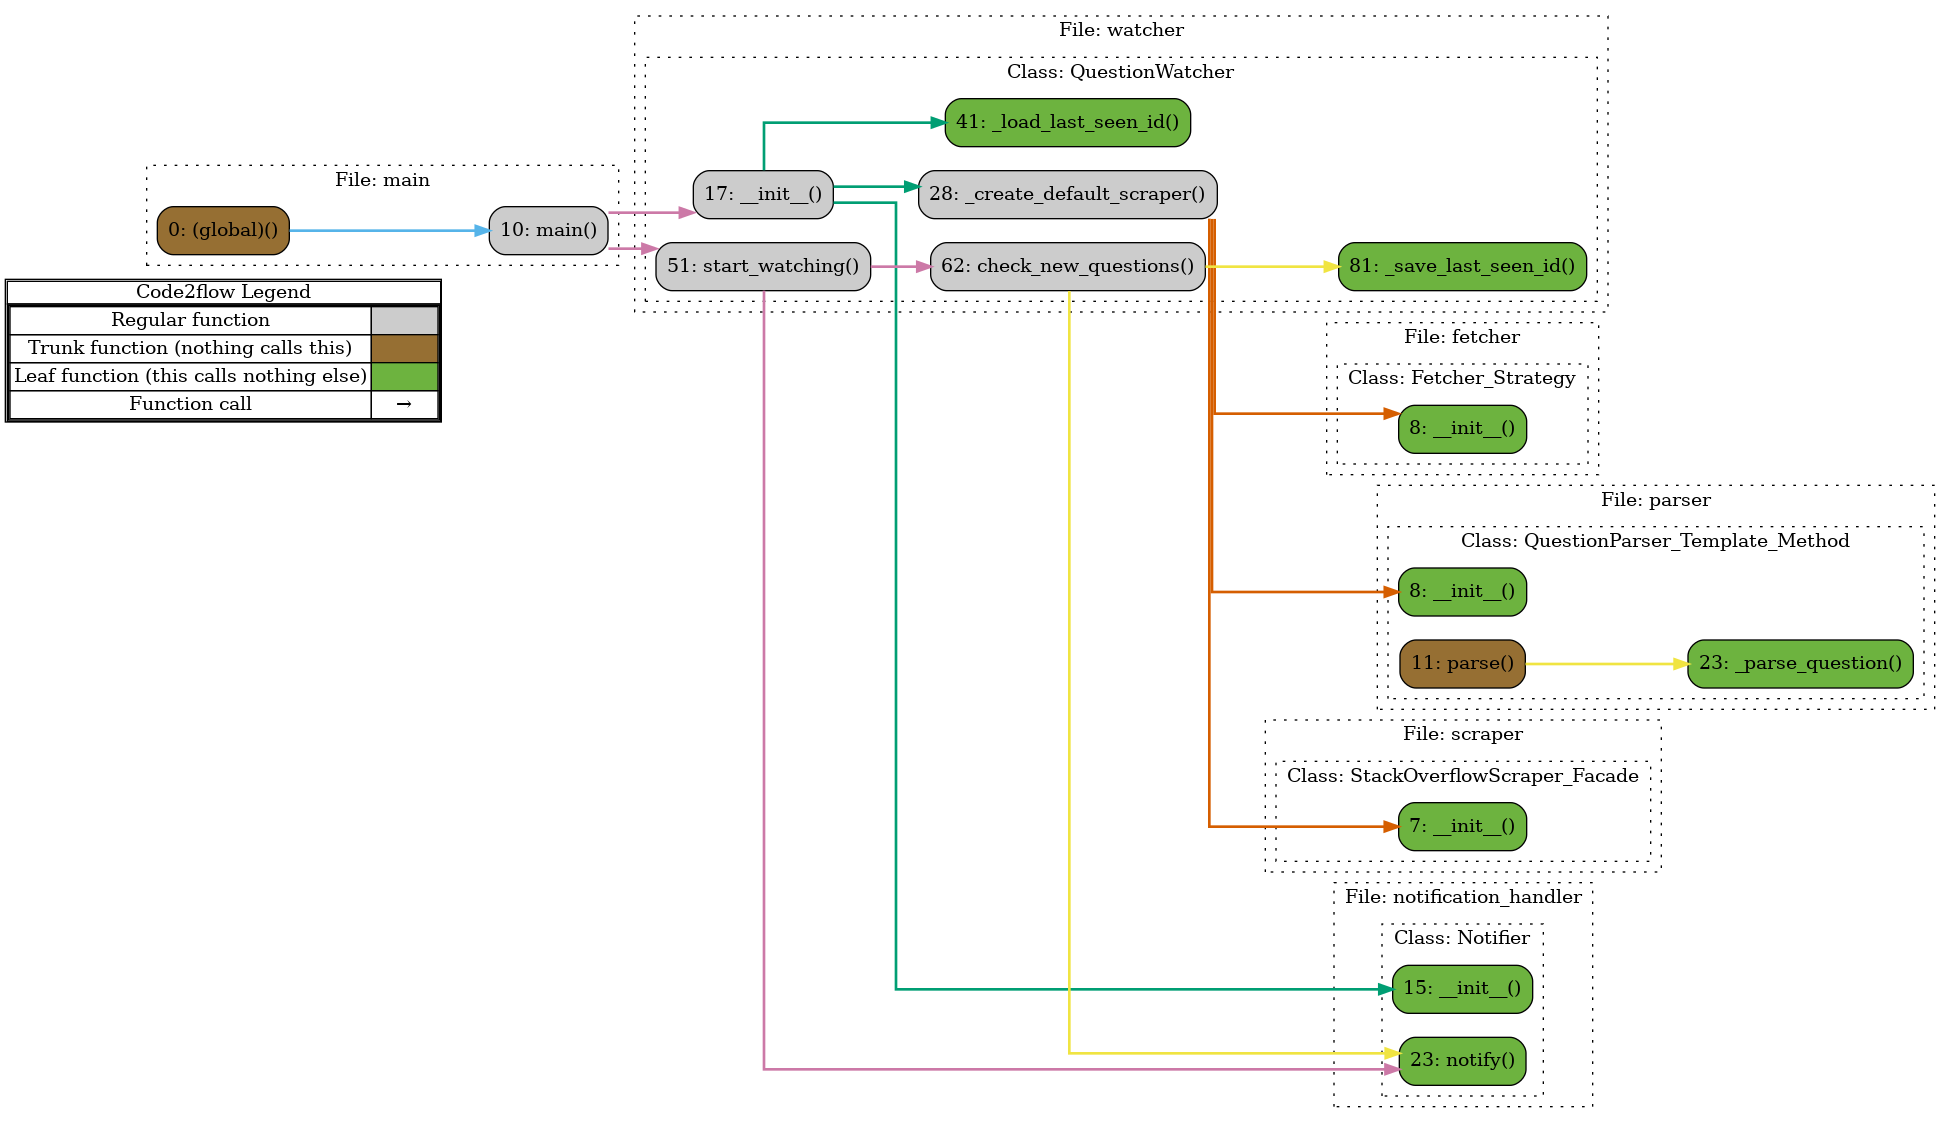 File: watcher
Class: QuestionWatcher
41: _load_last_seen_id()
17: __init__()
28: _create_default_scraper()
51: start_watching()
62: check_new_questions()
81: _save_last_seen_id()
File: main
0: (global)()
10: main()
Code2flow Legend
Regular function
Trunk function (nothing calls this)
Leaf function (this calls nothing else)
Function call →
File: fetcher
Class: Fetcher_Strategy
8: __init__()
File: parser
Class: QuestionParser_Template_Method
8: __init__()
11: parse()
23: _parse_question()
File: scraper
Class: StackOverflowScraper_Facade
7: __init__()
File: notification_handler
Class: Notifier
15: __init__()
23: notify()